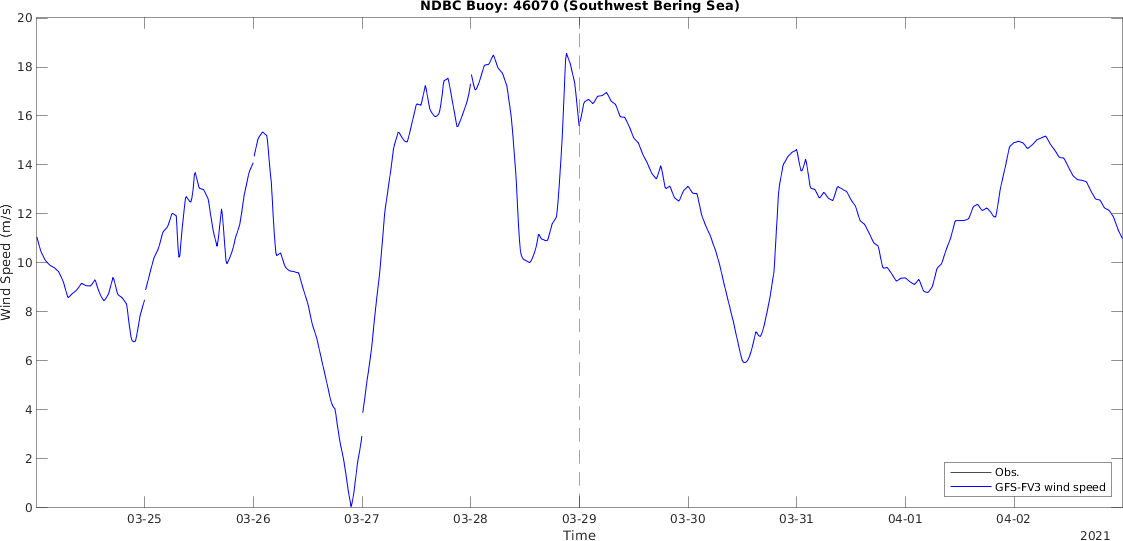 NDBC Buoy: 46070 (Southwest Bering Sea)
20
18
16
14
12
10
8
6
4
2
0
Wind Speed (m/s)
03-25 03-26 03-27 03-28 03-29 03-30 03-31 04-01 04-02
Time
2021
Obs.
GFS-FV3 wind speed